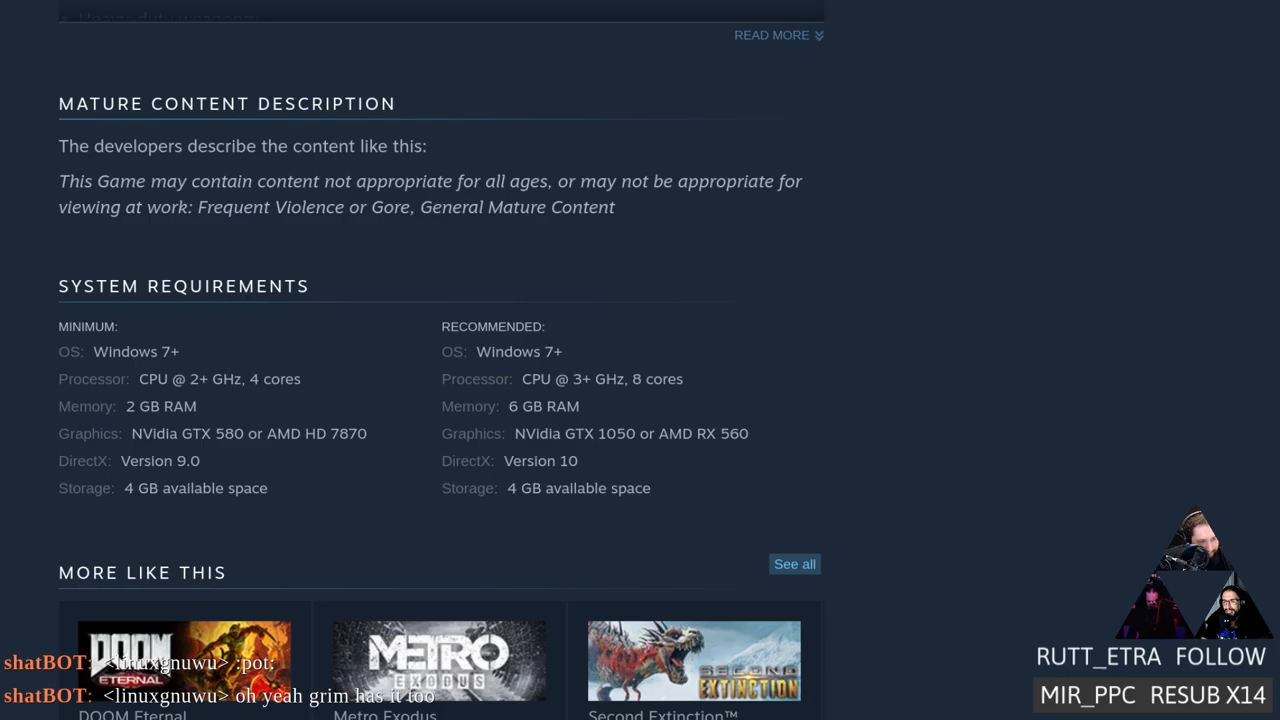 Heavy-duty weaponry
READ MORE
MATURE CONTENT DESCRIPTION
The developers describe the content like this:
This Game may contain content not appropriate for all ages, or may not be appropriate for
viewing at work: Frequent Violence or Gore, General Mature Content
SYSTEM REQUIREMENTS
MINIMUM:
OS: Windows 7+
Processor: CPU @ 2+ GHz, 4 cores
Memory: 2 GB RAM
Graphics: NVidia GTX 580 or AMD HD 7870
DirectX: Version 9.0
Storage: 4 GB available space
RECOMMENDED:
OS: Windows 7+
Processor: CPU @ 3+ GHz, 8 cores
Memory: 6 GB RAM
Graphics: NVidia GTX 1050 or AMD RX 560
DirectX: Version 10
Storage: 4 GB available space
MORE LIKE THIS
See all
DOOM
ETERNAL
METRO
EXODUS
SECOND
EXTINCTION
DOOM Eternal
Metro Exodus
Second Extinction™
shatBOT: <linuxgnuwu> :pot:
shatBOT: <linuxgnuwu> oh yeah grim has it too
RUTT_ETRA FOLLOW
MIR_PPC RESUB X14